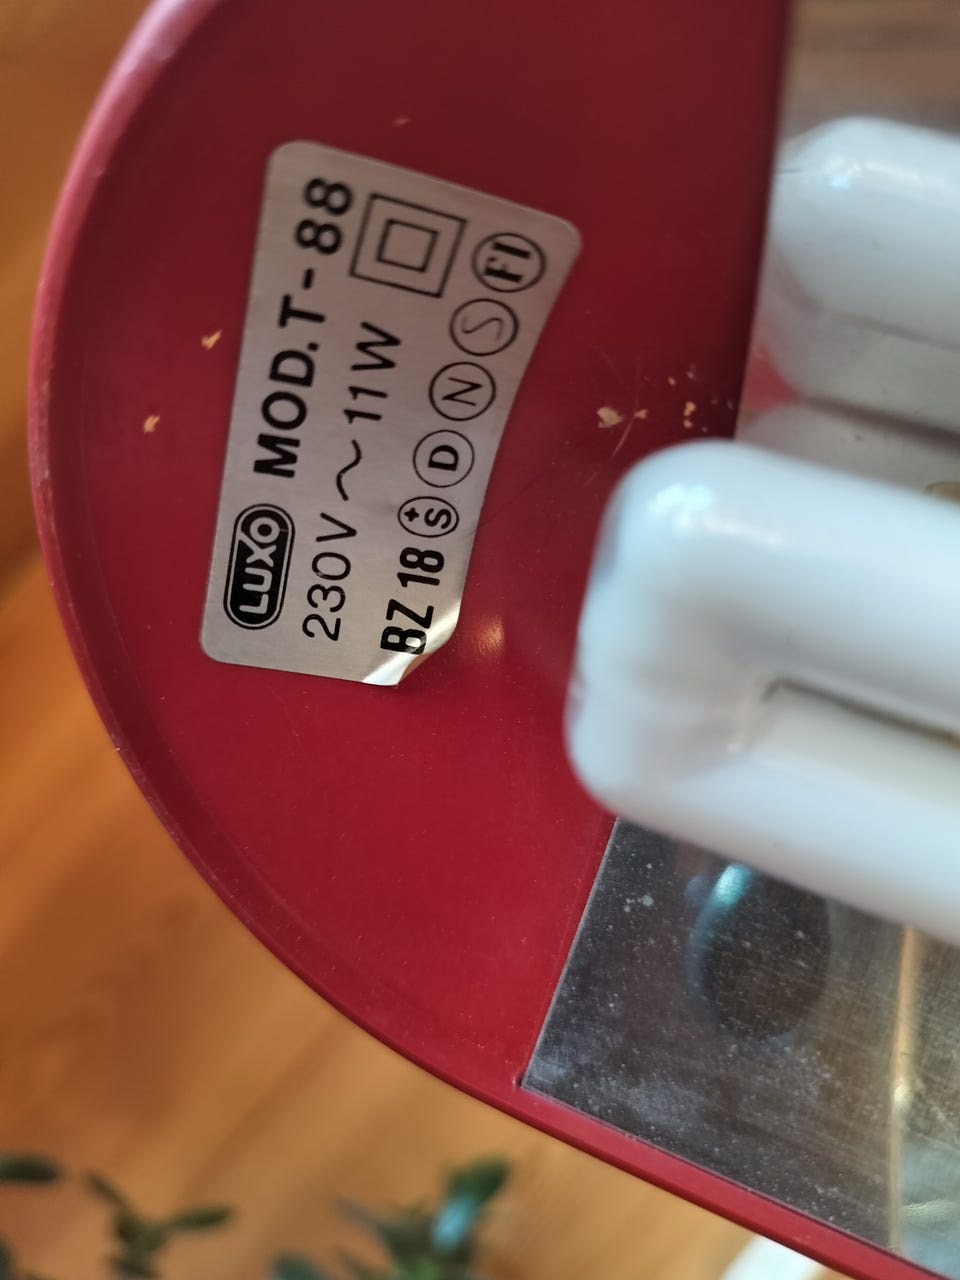 LUXO MOD.T-88
230V ~ 11W
BZ 18 +S D N S FI